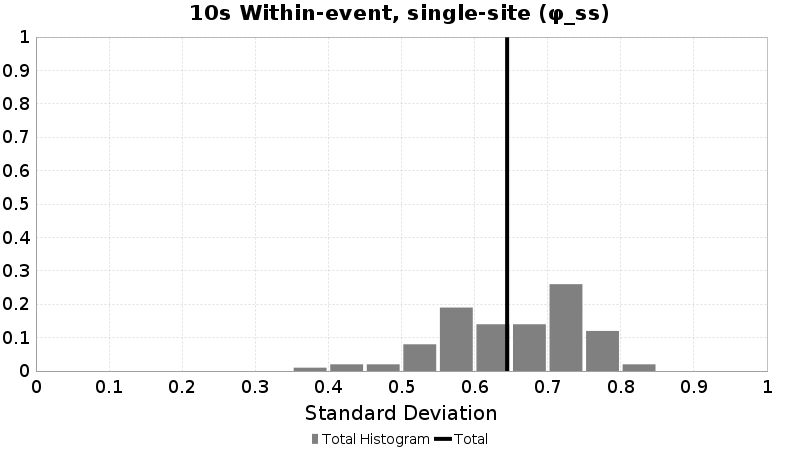 10s Within-event, single-site (φ_ss)
1
0.9
0.8
0.7
0.6
0.5
0.4
0.3
0.2
0.1
0
0 0.1 0.2 0.3 0.4 0.5 0.6 0.7 0.8 0.9 1
Standard Deviation
Total Histogram Total